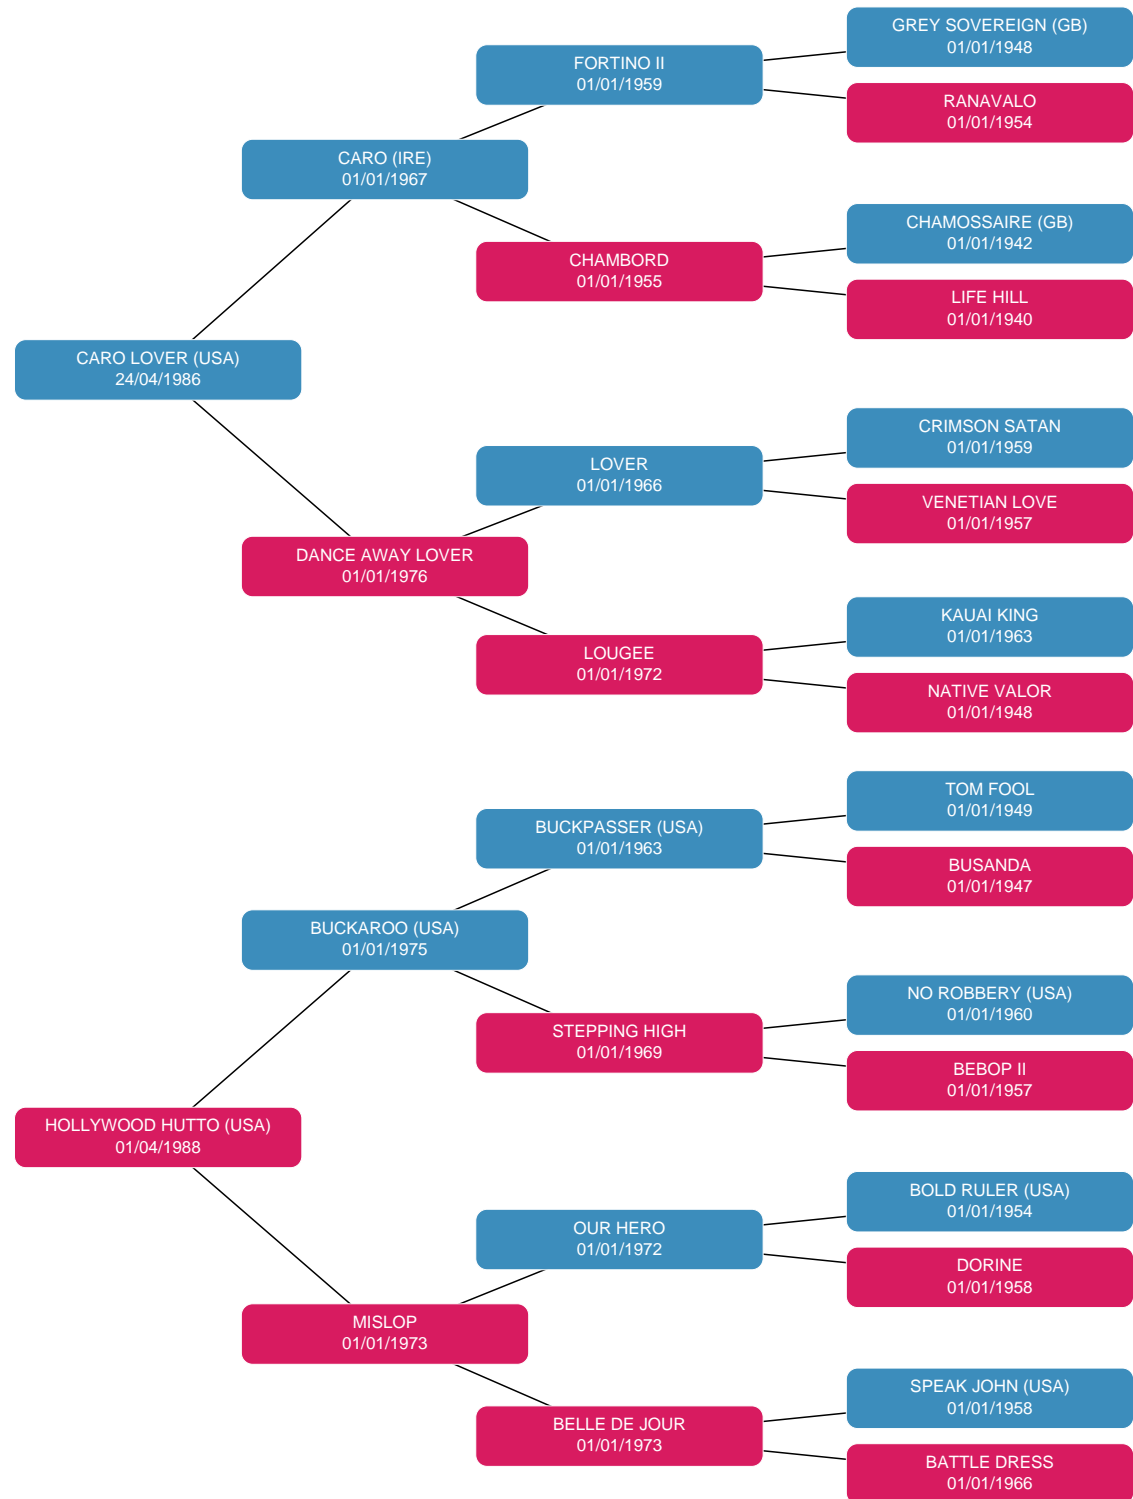 GREY SOVEREIGN (GB)
01/01/1948
FORTINO II
01/01/1959
RANAVALO
01/01/1954
CARO (IRE)
01/01/1967
CHAMOSSAIRE (GB)
01/01/1942
CHAMBORD
01/01/1955
LIFE HILL
01/01/1940
CARO LOVER (USA)
24/04/1986
CRIMSON SATAN
01/01/1959
LOVER
01/01/1966
VENETIAN LOVE
01/01/1957
DANCE AWAY LOVER
01/01/1976
KAUAI KING
01/01/1963
LOUGEE
01/01/1972
NATIVE VALOR
01/01/1948
TOM FOOL
01/01/1949
BUCKPASSER (USA)
01/01/1963
BUSANDA
01/01/1947
BUCKAROO (USA)
01/01/1975
NO ROBBERY (USA)
01/01/1960
STEPPING HIGH
01/01/1969
BEBOP II
01/01/1957
HOLLYWOOD HUTTO (USA)
01/04/1988
BOLD RULER (USA)
01/01/1954
OUR HERO
01/01/1972
DORINE
01/01/1958
MISLOP
01/01/1973
SPEAK JOHN (USA)
01/01/1958
BELLE DE JOUR
01/01/1973
BATTLE DRESS
01/01/1966